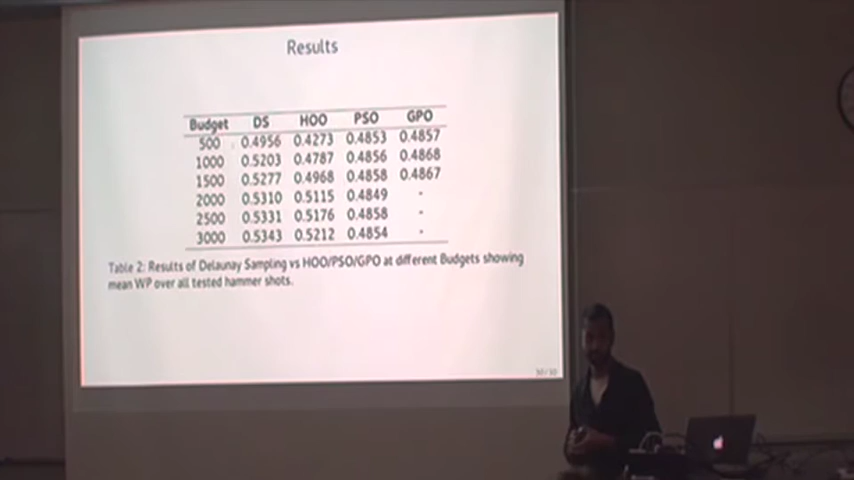 Results
Budget DS HOO PSO GPO
500 0.4956 0.4273 0.4853 0.4857
1000 0.5203 0.4787 0.4856 0.4868
1500 0.5277 0.4968 0.4858 0.4867
2000 0.5310 0.5115 0.4849 -
2500 0.5331 0.5176 0.4858 -
3000 0.5343 0.5212 0.4854 -
Table 2: Results of Delaunay Sampling vs HOO/PSO/GPO at different Budgets showing
mean WP over all tested hammer shots.